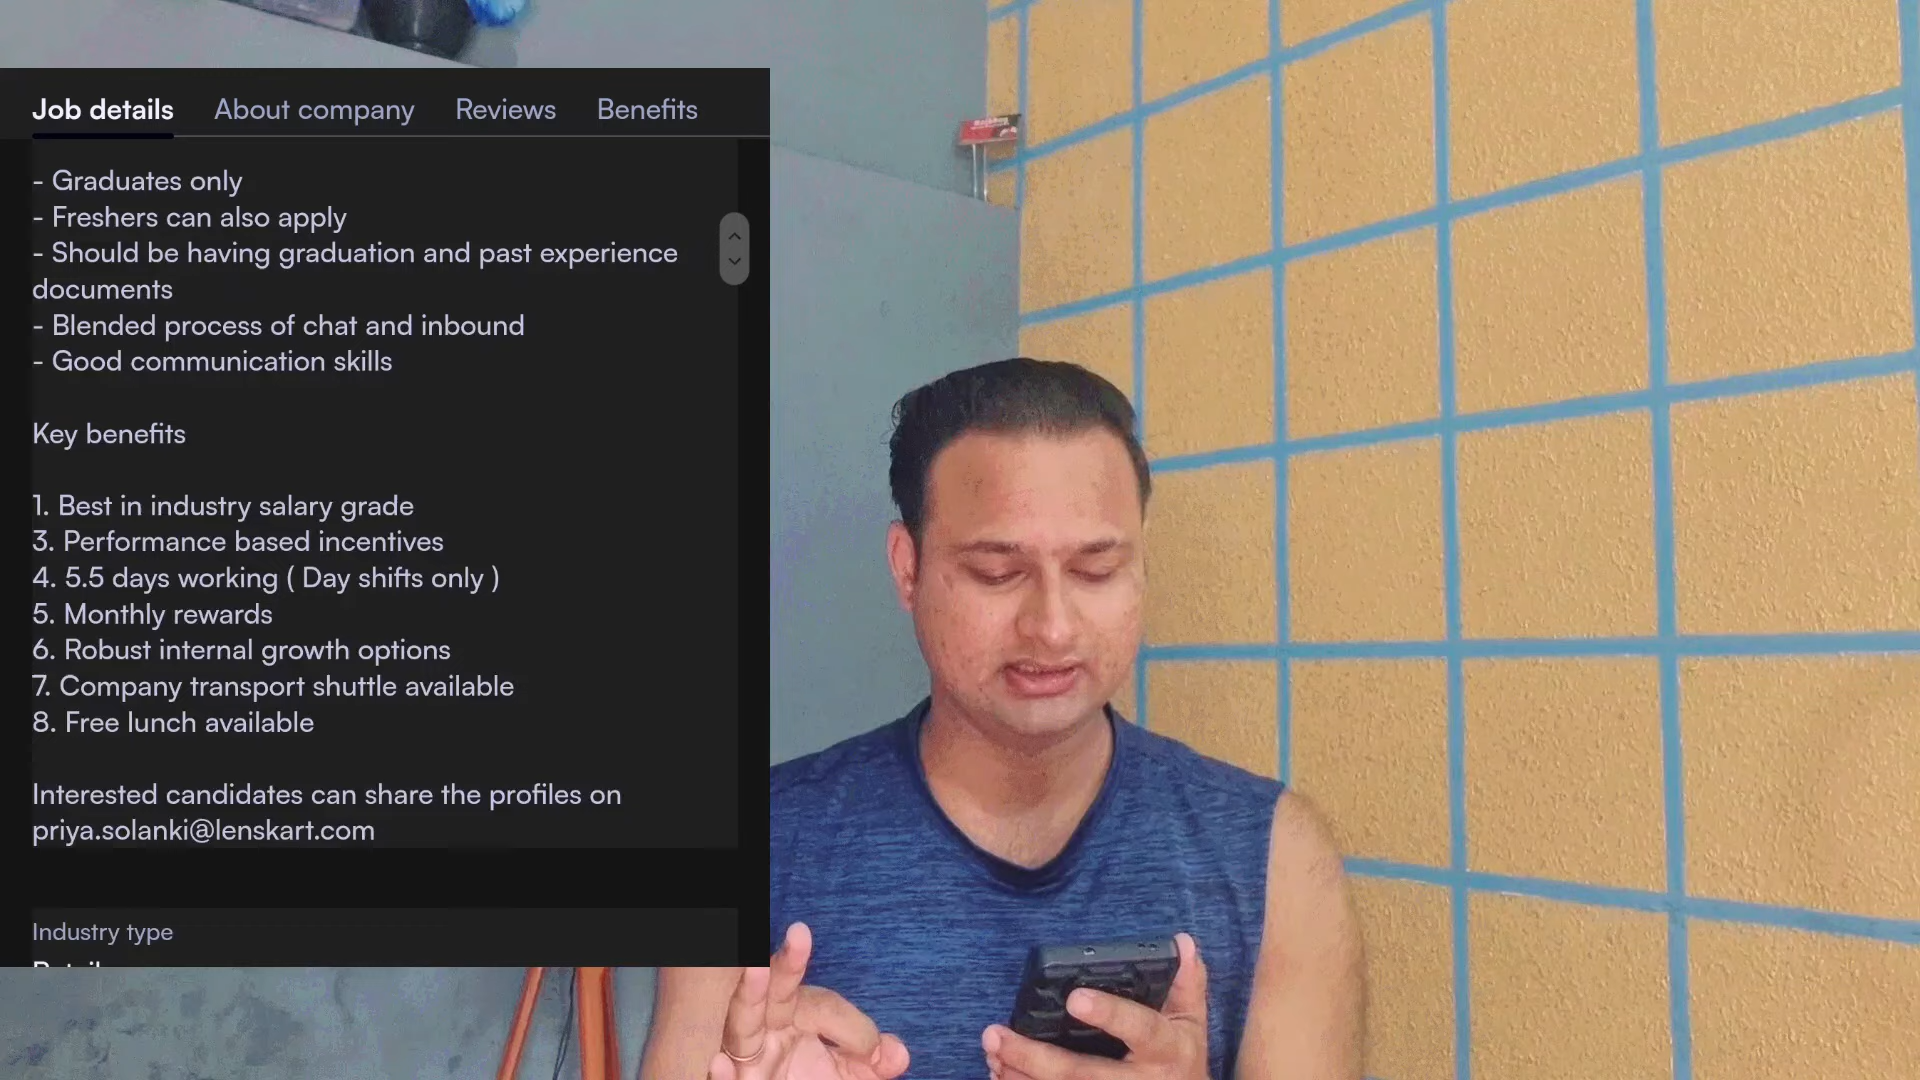 Job details About company Reviews Benefits
- Graduates only
- Freshers can also apply
- Should be having graduation and past experience
documents
- Blended process of chat and inbound
- Good communication skills
Key benefits
1. Best in industry salary grade
3. Performance based incentives
4. 5.5 days working ( Day shifts only )
5. Monthly rewards
6. Robust internal growth options
7. Company transport shuttle available
8. Free lunch available
Interested candidates can share the profiles on
priya.solanki@lenskart.com
Industry type